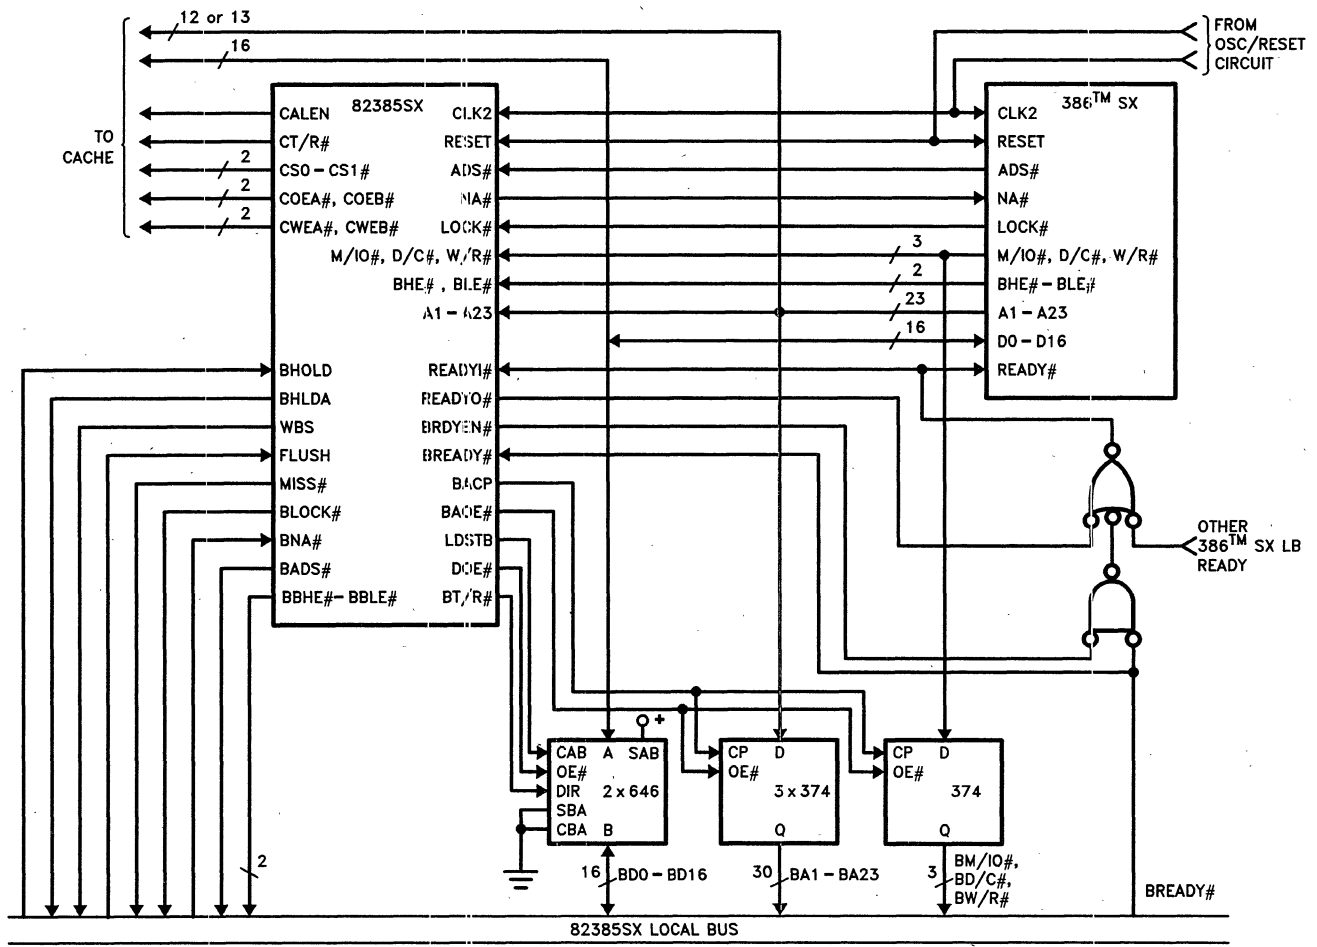 12 or 13
16
FROM
OSC/RESET
CIRCUIT
TO
CACHE
82385SX
386™ SX
CALEN
CLK2
CLK2
CT/R#
RESET
RESET
2
CS0-CS1#
ADS#
ADS#
2
COEA#, COEB#
NA#
NA#
2
CWEA#, CWEB#
LOCK#
LOCK#
M/IO#, D/C#, W/R#
3
M/IO#, D/C#, W/R#
BHE#, BLE#
2
BHE#-BLE#
A1-A23
23
A1-A23
16
D0-D16
BHOLD
READYI#
READY#
BHLDA
READYO#
WBS
BRDYEN#
FLUSH
BREADY#
MISS#
BACP
BLOCK#
BAOE#
BNA#
LDSTB
BADS#
DOE#
BBHE#-BBLE#
BT/R#
OTHER
386™ SX LB
READY
+
CAB A SAB
OE#
DIR 2x646
SBA
CBA B
CP D
OE#
3x374
Q
CP D
OE#
374
Q
2
16 BD0-BD16
30 BA1-BA23
3
BM/IO#,
BD/C#,
BW/R#
BREADY#
82385SX LOCAL BUS